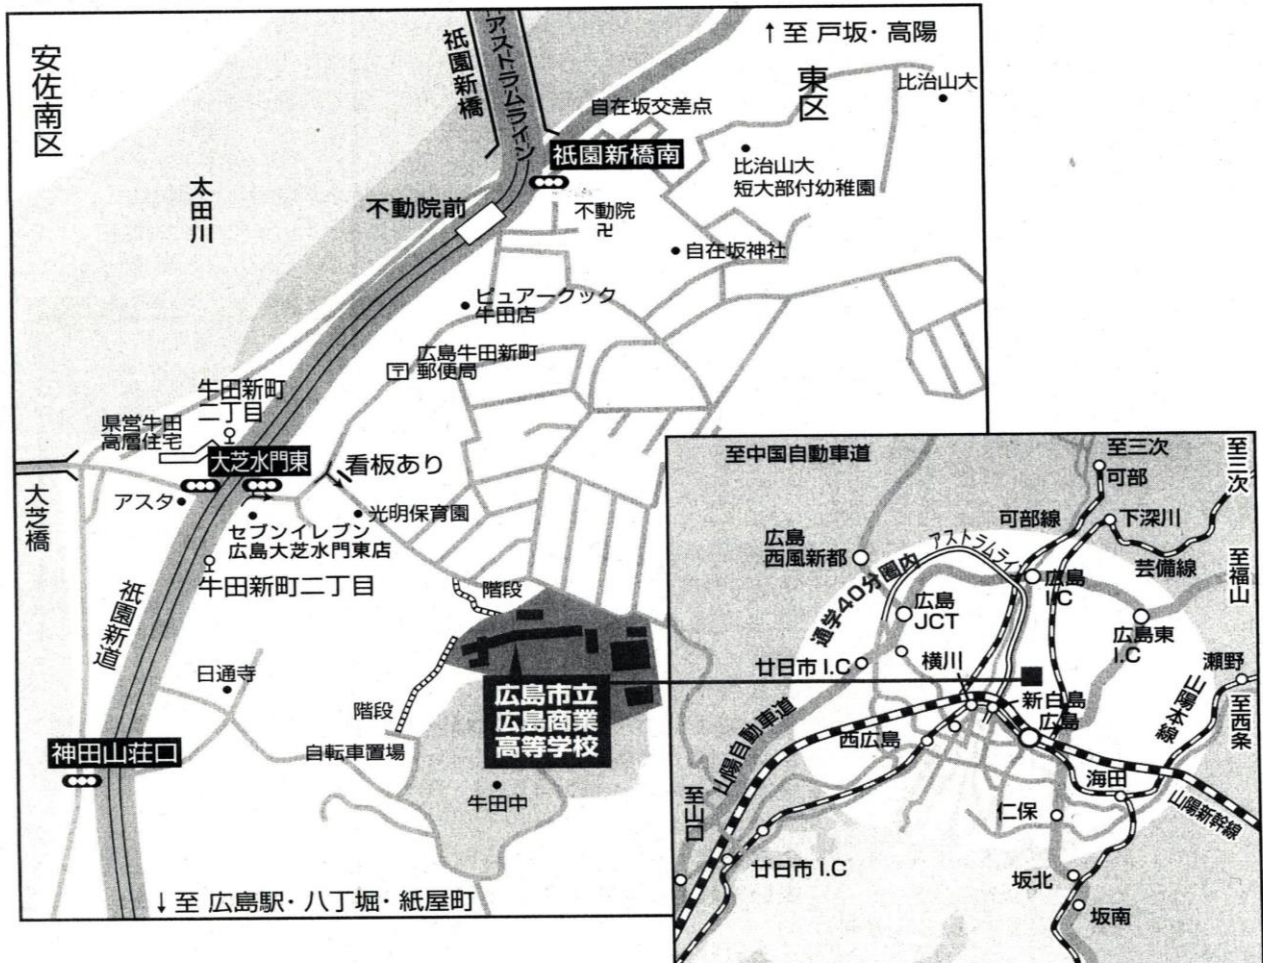 安佐南区
太田川
祇園新橋
アストラムライン
↑至 戸坂・高陽
東区
比治山大
自在坂交差点
祇園新橋南
比治山大
短大部付幼稚園
不動院前
不動院
卍
自在坂神社
ピュアークック
牛田店
広島牛田新町
郵便局
〒
牛田新町
二丁目
県営牛田
高層住宅
大芝水門東
看板あり
大芝橋
アスタ
光明保育園
セブンイレブン
広島大芝水門東店
牛田新町二丁目
階段
祇園新道
日通寺
階段
広島市立
広島商業
高等学校
神田山荘口
自転車置場
牛田中
↓至 広島駅・八丁堀・紙屋町
至中国自動車道
至三次
可部
至三次
可部線
下深川
広島
西風新都
アストラムライン
芸備線
至福山
通学40分圏内
広島
I.C
広島
JCT
広島東
I.C
廿日市 I.C
横川
瀬野
新白島
広島
山陽本線
至西条
山陽自動車道
西広島
海田
至山口
仁保
山陽新幹線
廿日市 I.C
坂北
坂南